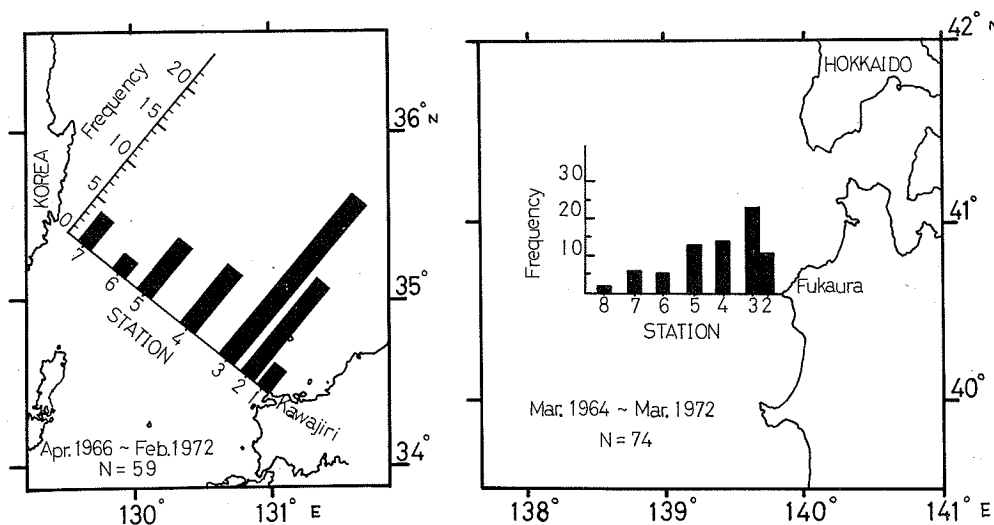 KOREA
Frequency
0
5
10
15
20
7
6
5
4
3
2
1
STATION
Kawajiri
Apr. 1966 ~ Feb. 1972
N = 59
36° N
35°
34°
130°
131° E
42° N
41°
40°
HOKKAIDO
Frequency
30
20
10
8 7 6 5 4 3 2
STATION
Fukaura
Mar. 1964 ~ Mar. 1972
N = 74
138° 139° 140° 141° E